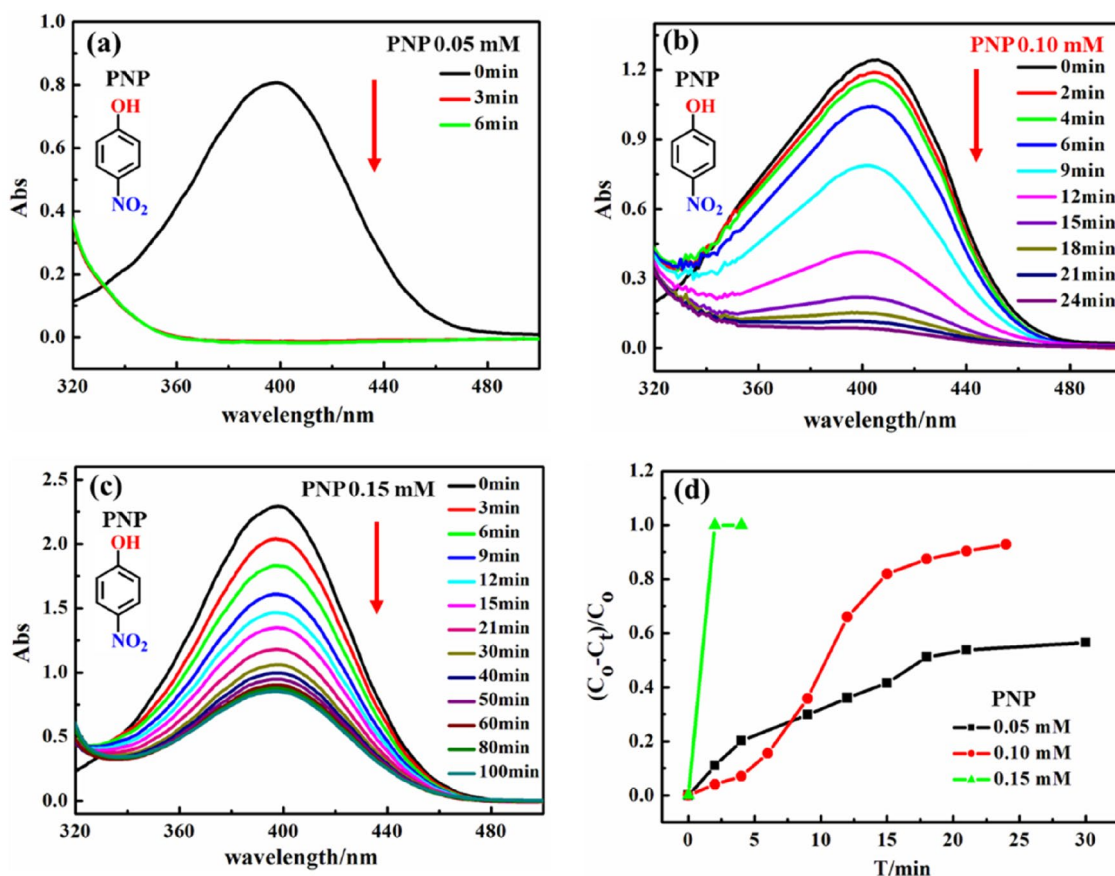 (a)
PNP 0.05 mM
PNP
OH
NO2
0min
3min
6min
Abs
1.0
0.8
0.6
0.4
0.2
0.0
320
360
400
440
480
wavelength/nm
(b)
PNP 0.10 mM
PNP
OH
NO2
0min
2min
4min
6min
9min
12min
15min
18min
21min
24min
Abs
1.2
0.9
0.6
0.3
0.0
320
360
400
440
480
wavelength/nm
(c)
PNP 0.15 mM
PNP
OH
NO2
0min
3min
6min
9min
12min
15min
21min
30min
40min
50min
60min
80min
100min
Abs
2.5
2.0
1.5
1.0
0.5
0.0
320
360
400
440
480
wavelength/nm
(d)
(Co-Ct)/Co
1.2
1.0
0.8
0.6
0.4
0.2
0.0
PNP
0.05 mM
0.10 mM
0.15 mM
0
5
10
15
20
25
30
T/min